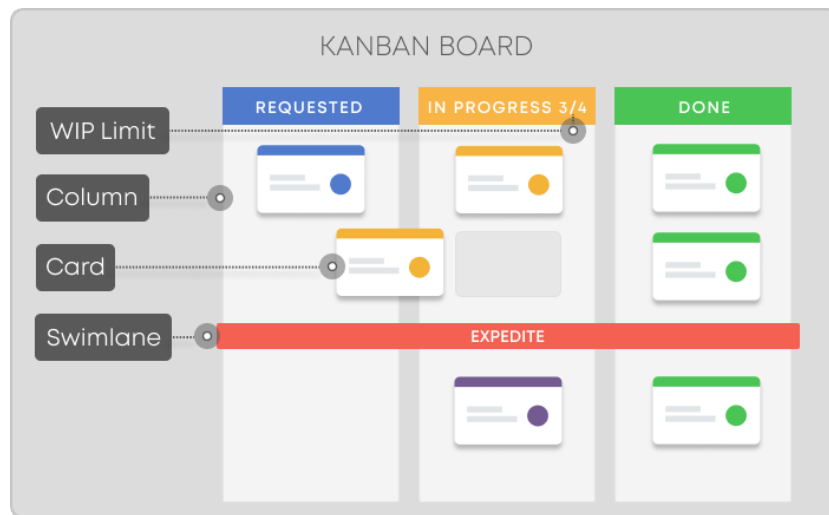 KANBAN BOARD
REQUESTED
IN PROGRESS 3/4
DONE
WIP Limit
Column
Card
Swimlane
EXPEDITE